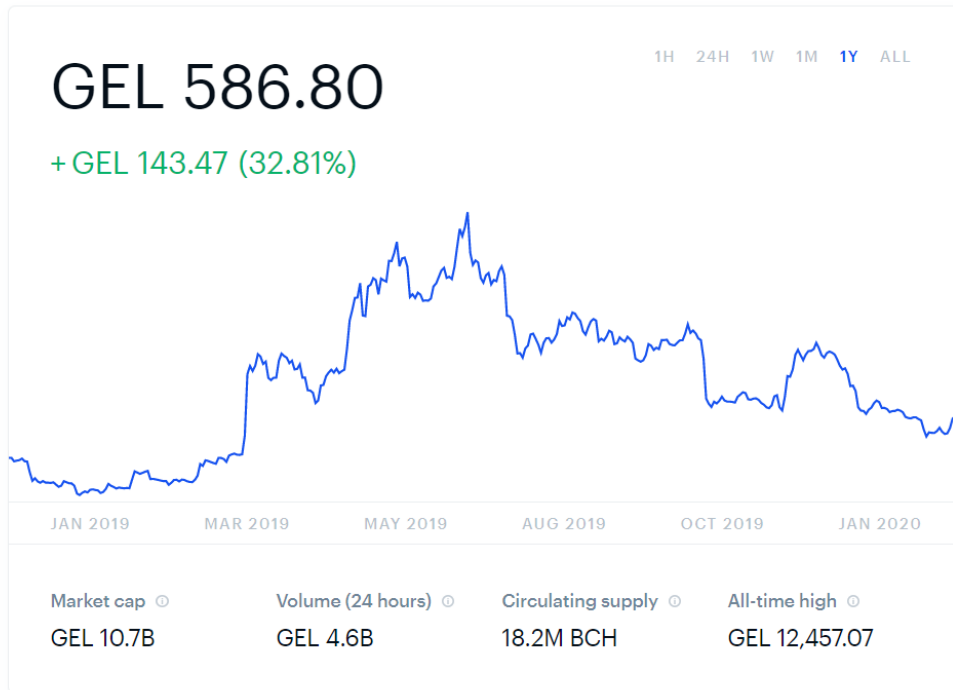 1H 24H 1W 1M 1Y ALL
GEL 586.80
+ GEL 143.47 (32.81%)
JAN 2019 MAR 2019 MAY 2019 AUG 2019 OCT 2019 JAN 2020
Market cap Volume (24 hours) Circulating supply All-time high
GEL 10.7B GEL 4.6B 18.2M BCH GEL 12,457.07